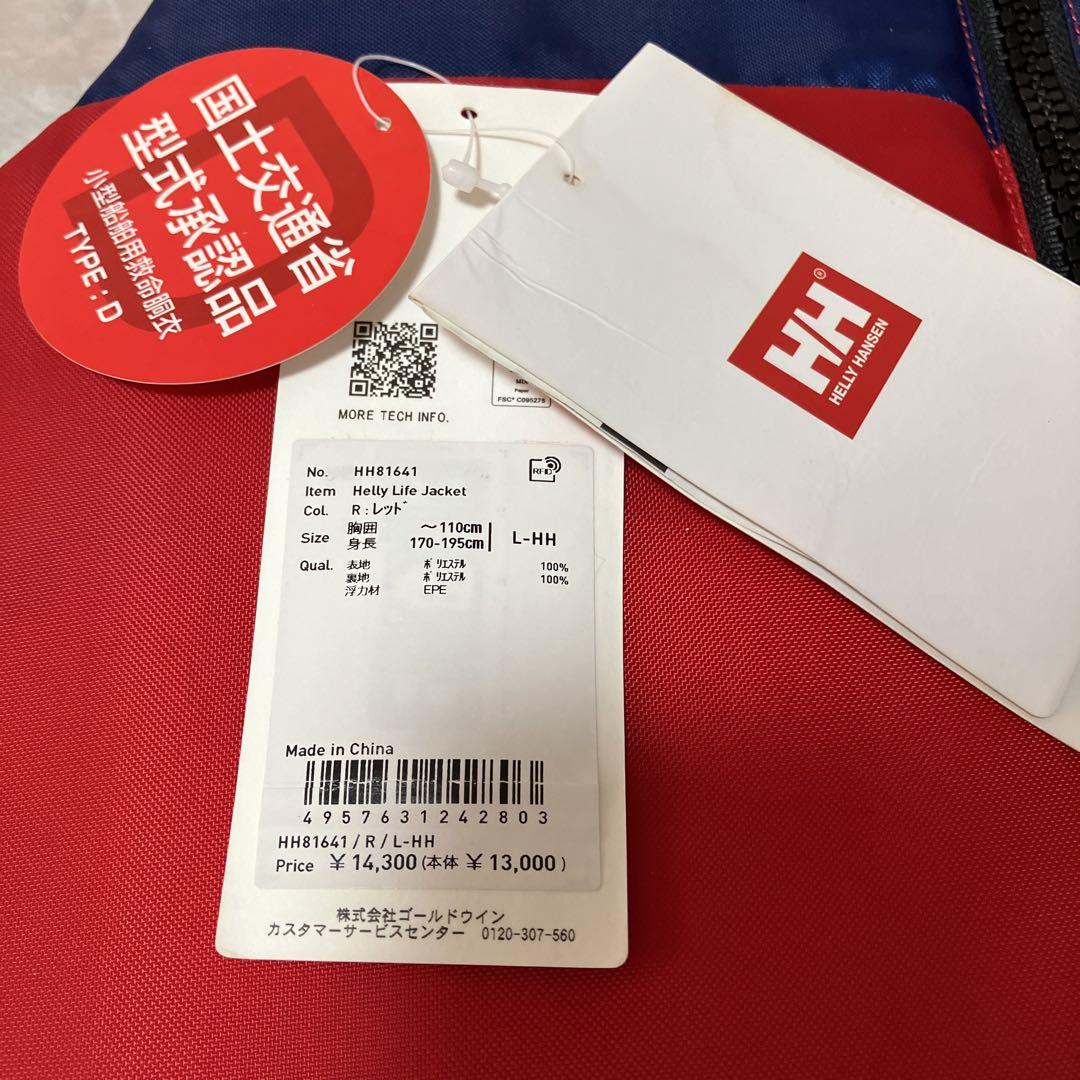 国土交通省
型式承認品
小型船舶用救命胴衣
TYPE:D
MORE TECH INFO.
Paper
FSC® C095275
HH
®
HELLY HANSEN
No. HH81641
RFID
Item Helly Life Jacket
Col. R:レッド
Size 胸囲 ～110cm
身長 170-195cm
L-HH
Qual. 表地 ポリエステル 100%
裏地 ポリエステル 100%
浮力材 EPE
Made in China
4957631242803
HH81641/R/L-HH
Price ¥14,300(本体 ¥13,000)
株式会社ゴールドウイン
カスタマーサービスセンター 0120-307-560